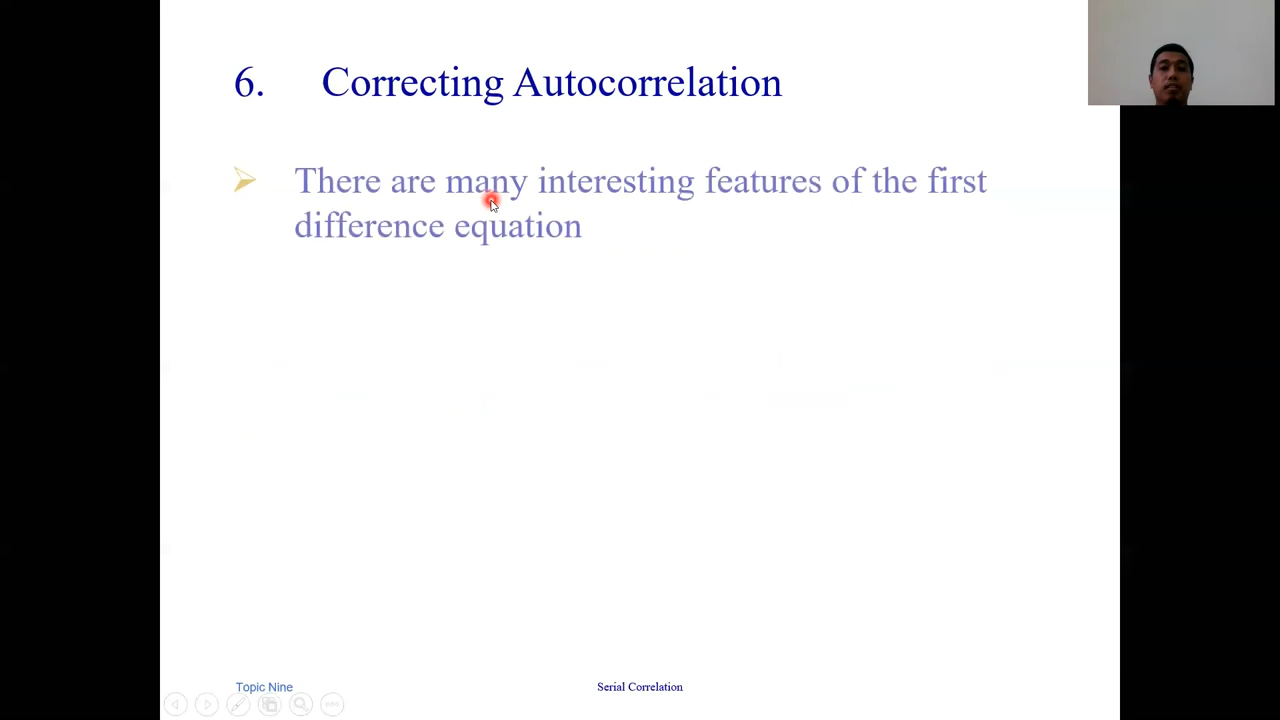 6. Correcting Autocorrelation
There are many interesting features of the first
difference equation
Topic Nine
Serial Correlation